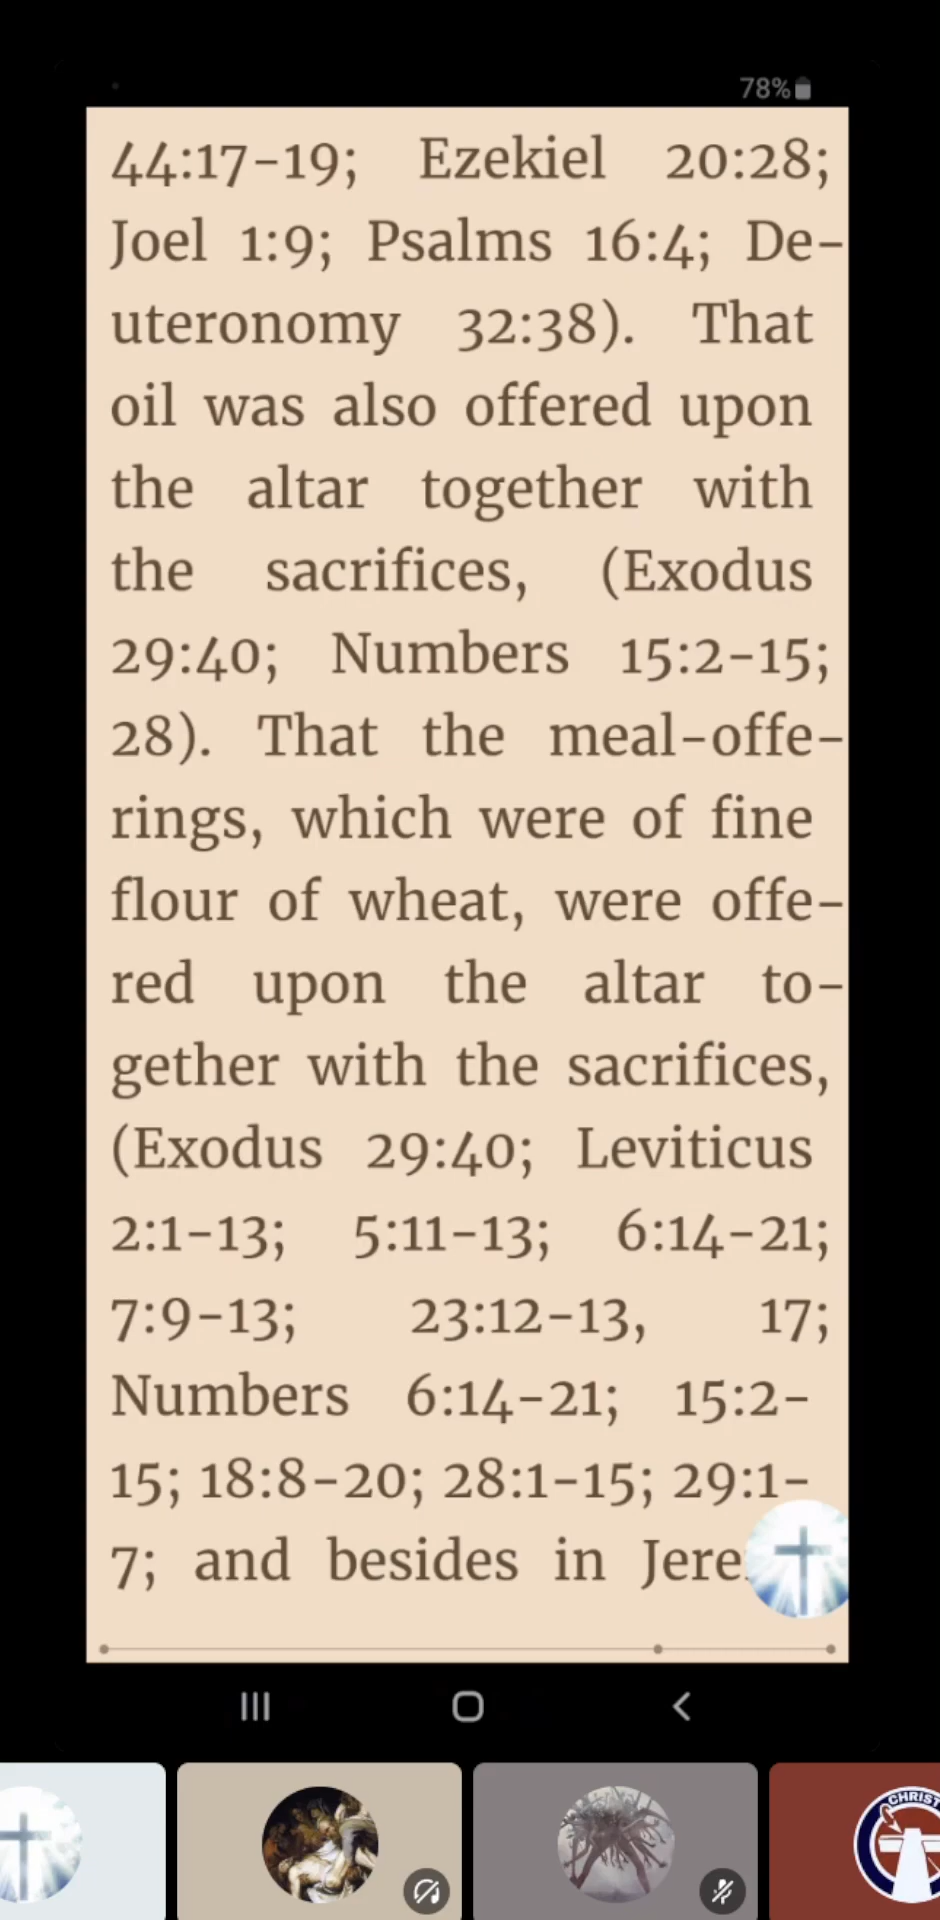 78%
44:17-19; Ezekiel 20:28;
Joel 1:9; Psalms 16:4; De-
uteronomy 32:38). That
oil was also offered upon
the altar together with
the sacrifices, (Exodus
29:40; Numbers 15:2-15;
28). That the meal-offe-
rings, which were of fine
flour of wheat, were offe-
red upon the altar to-
gether with the sacrifices,
(Exodus 29:40; Leviticus
2:1-13; 5:11-13; 6:14-21;
7:9-13; 23:12-13, 17;
Numbers 6:14-21; 15:2-
15; 18:8-20; 28:1-15; 29:1-
7; and besides in Jere
CHRIST